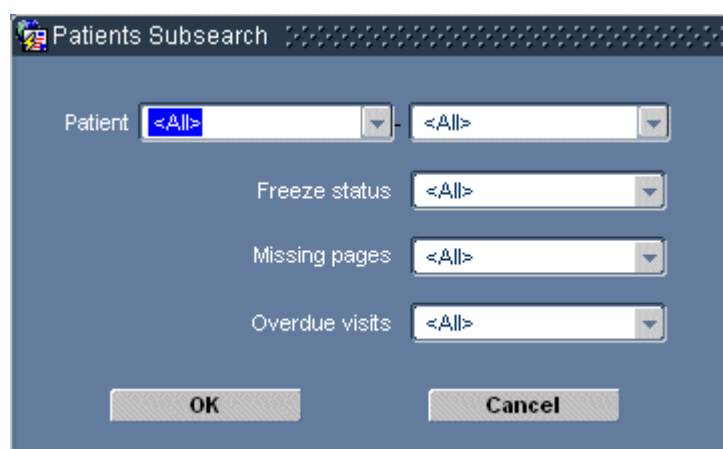 Patients Subsearch
Patient <All> - <All>
Freeze status <All>
Missing pages <All>
Overdue visits <All>
OK Cancel